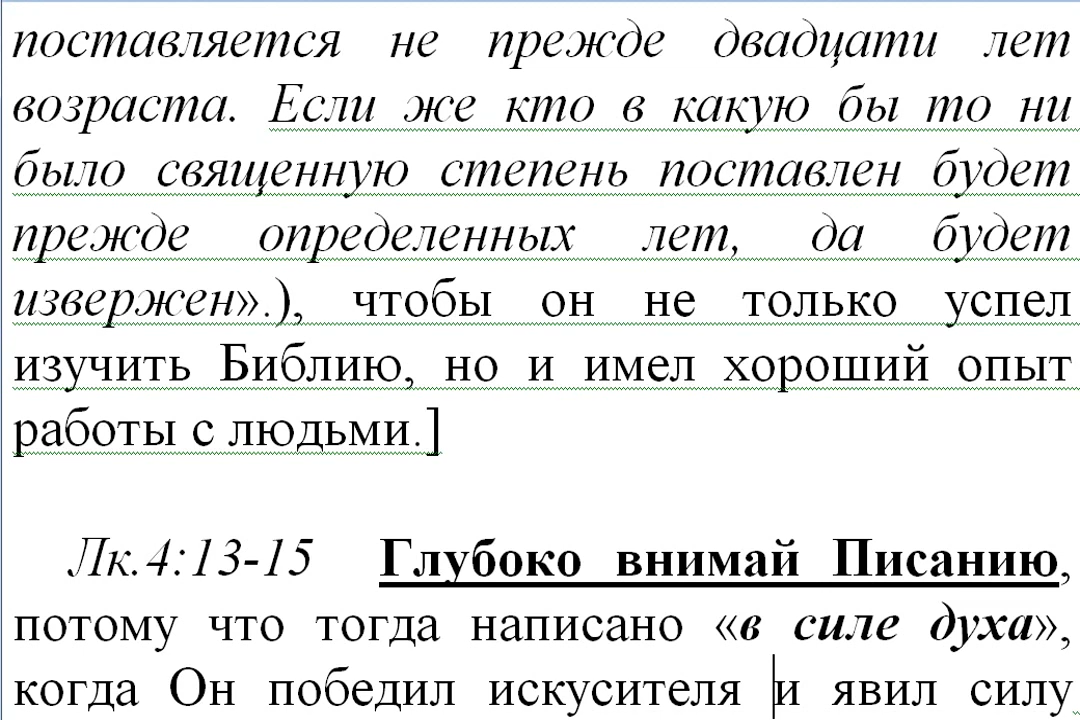 поставляется не прежде двадцати лет
возраста. Если же кто в какую бы то ни
было священную степень поставлен будет
прежде определенных лет, да будет
извержен».), чтобы он не только успел
изучить Библию, но и имел хороший опыт
работы с людьми.]
Лк.4:13-15 Глубоко внимай Писанию,
потому что тогда написано «в силе духа»,
когда Он победил искусителя и явил силу